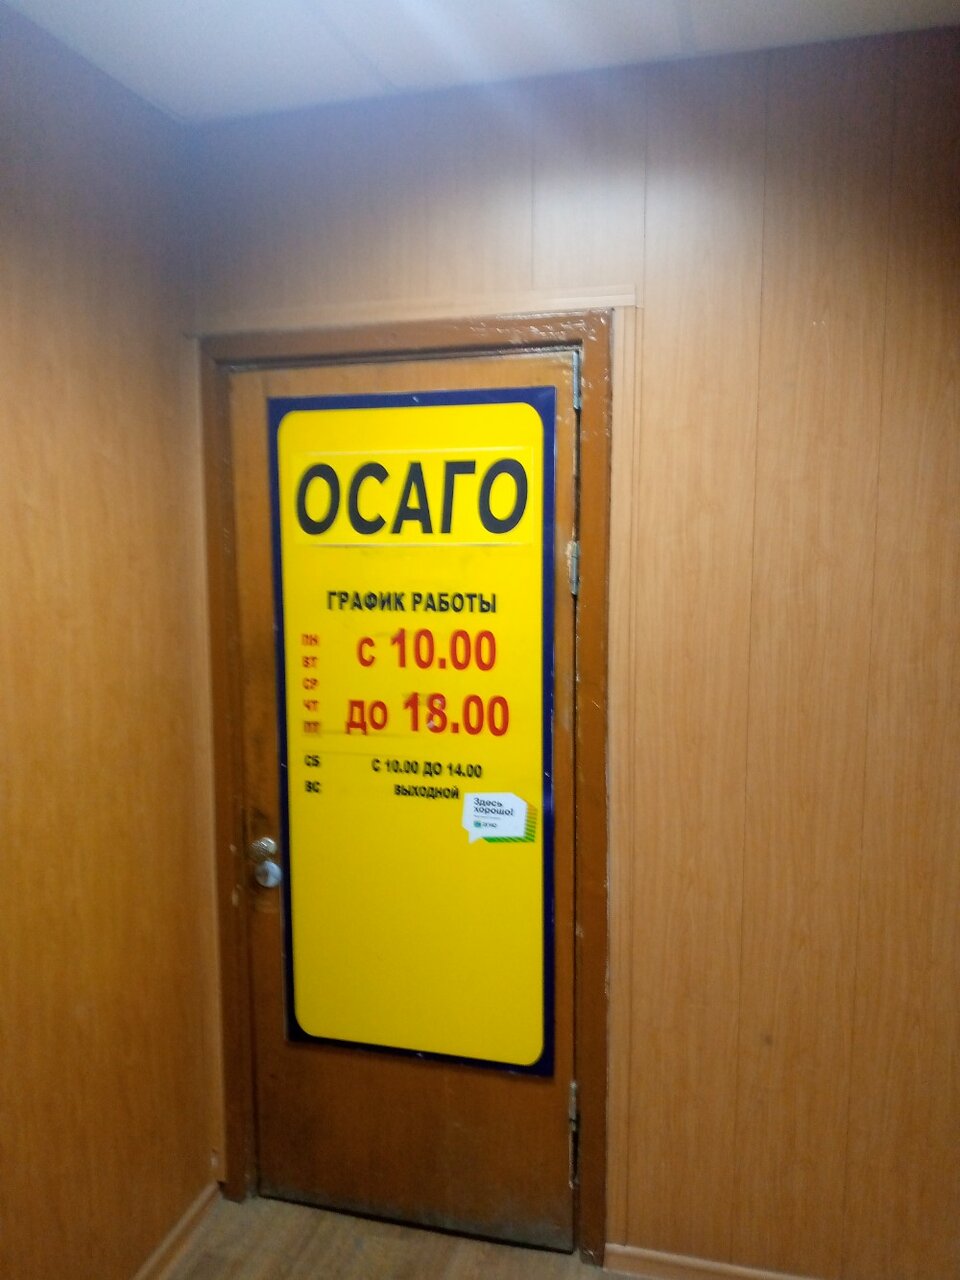 ОСАГО
ГРАФИК РАБОТЫ
ПН
ВТ
СР
ЧТ
ПТ
с 10.00
до 18.00
СБ С 10.00 ДО 14.00
ВС ВЫХОДНОЙ
Здесь
хорошо!